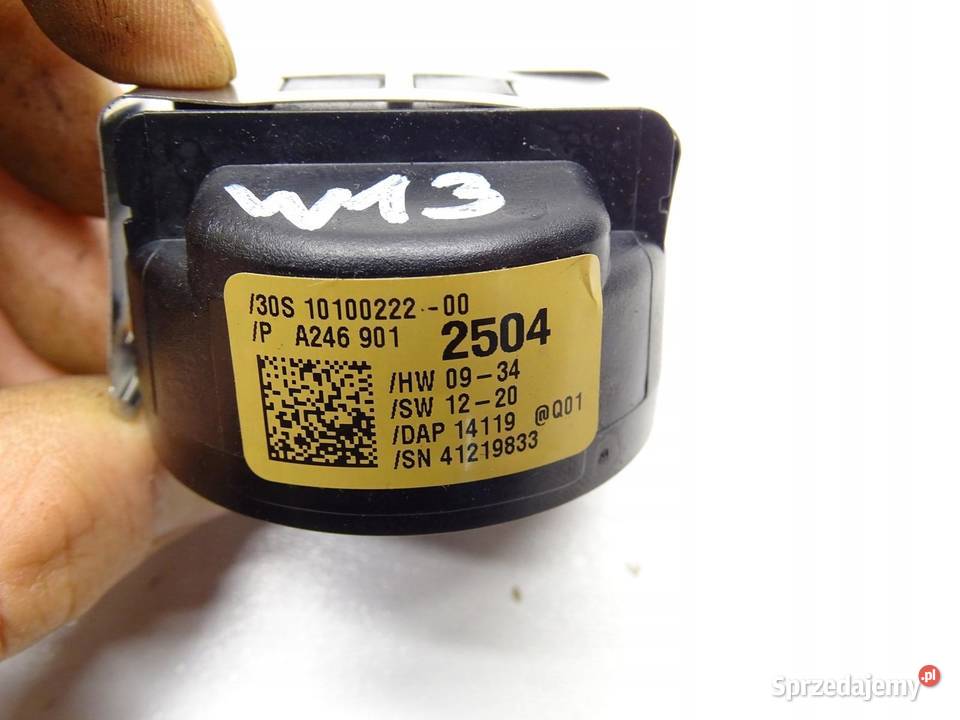 W13
/30S 10100222-00
/P A246 901 2504
/HW 09-34
/SW 12-20
/DAP 14119 @Q01
/SN 41219833
Sprzedajemy.pl